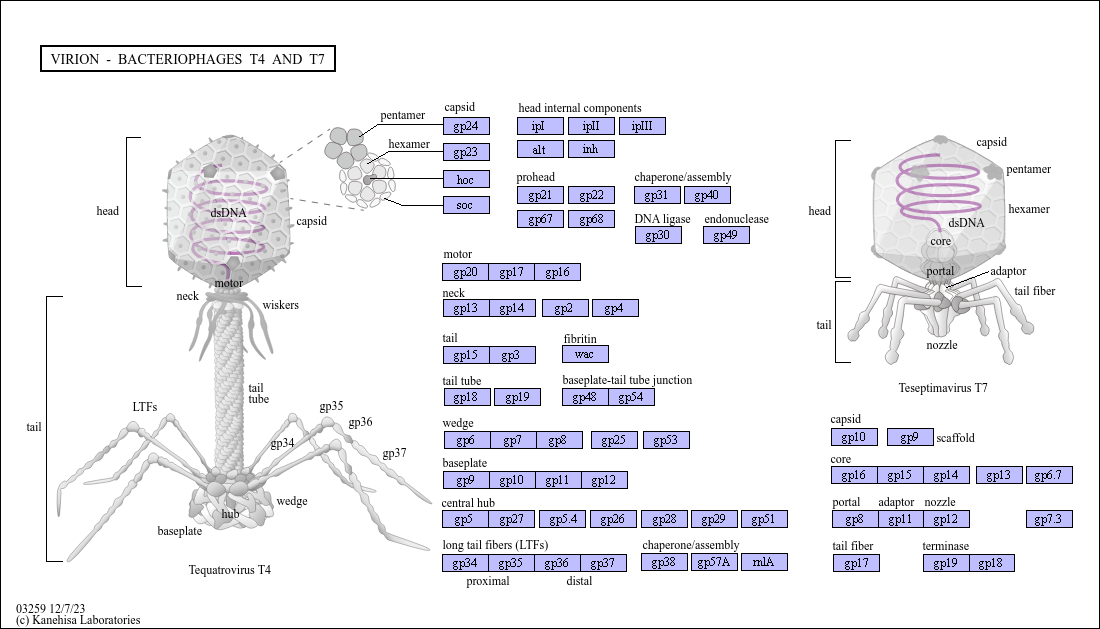 VIRION - BACTERIOPHAGES T4 AND T7
pentamer
hexamer
head
dsDNA
capsid
motor
neck
wiskers
tail
tail
tube
LTFs
gp35
gp36
gp34
gp37
wedge
hub
baseplate
Tequatrovirus T4
capsid
gp24
gp23
hoc
soc
head internal components
ipI ipII ipIII
alt inh
prohead
gp21 gp22
gp67 gp68
chaperone/assembly
gp31 gp40
DNA ligase endonuclease
gp30 gp49
motor
gp20 gp17 gp16
neck
gp13 gp14 gp2 gp4
tail fibritin
gp15 gp3 wac
tail tube baseplate-tail tube junction
gp18 gp19 gp48 gp54
wedge
gp6 gp7 gp8 gp25 gp53
baseplate
gp9 gp10 gp11 gp12
central hub
gp5 gp27 gp5.4 gp26 gp28 gp29 gp51
long tail fibers (LTFs) chaperone/assembly
gp34 gp35 gp36 gp37 gp38 gp57A rnlA
proximal distal
capsid
pentamer
hexamer
head
dsDNA
core
portal
adaptor
tail fiber
tail
nozzle
Teseptimavirus T7
capsid
gp10 gp9 scaffold
core
gp16 gp15 gp14 gp13 gp6.7
portal adaptor nozzle
gp8 gp11 gp12 gp7.3
tail fiber terminase
gp17 gp19 gp18
03259 12/7/23
(c) Kanehisa Laboratories